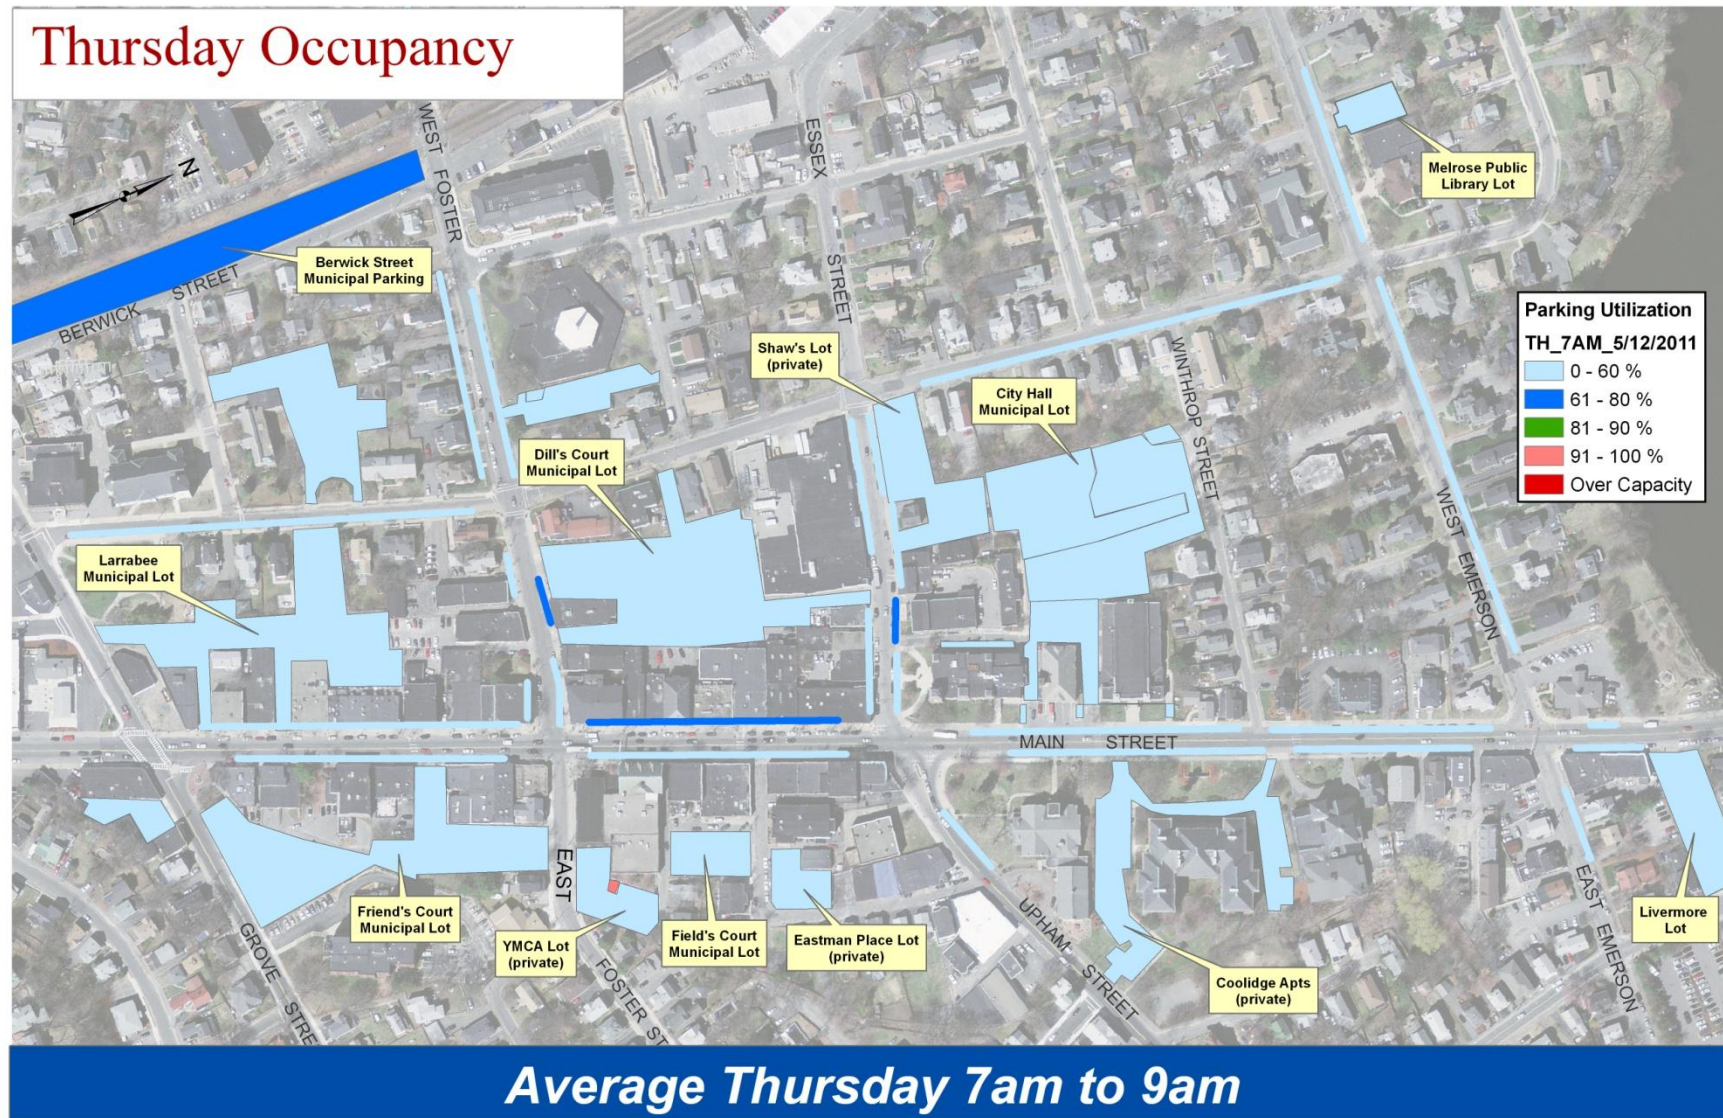 Thursday Occupancy
N
WEST FOSTER
ESSEX
STREET
Melrose Public
Library Lot
Berwick Street
Municipal Parking
BERWICK STREET
Shaw's Lot
(private)
City Hall
Municipal Lot
WINTHROP STREET
Parking Utilization
TH_7AM_5/12/2011
0 - 60 %
61 - 80 %
81 - 90 %
91 - 100 %
Over Capacity
Dill's Court
Municipal Lot
WEST EMERSON
Larrabee
Municipal Lot
MAIN STREET
EAST
FOSTER ST
Friend's Court
Municipal Lot
YMCA Lot
(private)
Field's Court
Municipal Lot
Eastman Place Lot
(private)
GROVE STREE
UPHAM STREET
Coolidge Apts
(private)
EAST EMERSON
Livermore
Lot
Average Thursday 7am to 9am